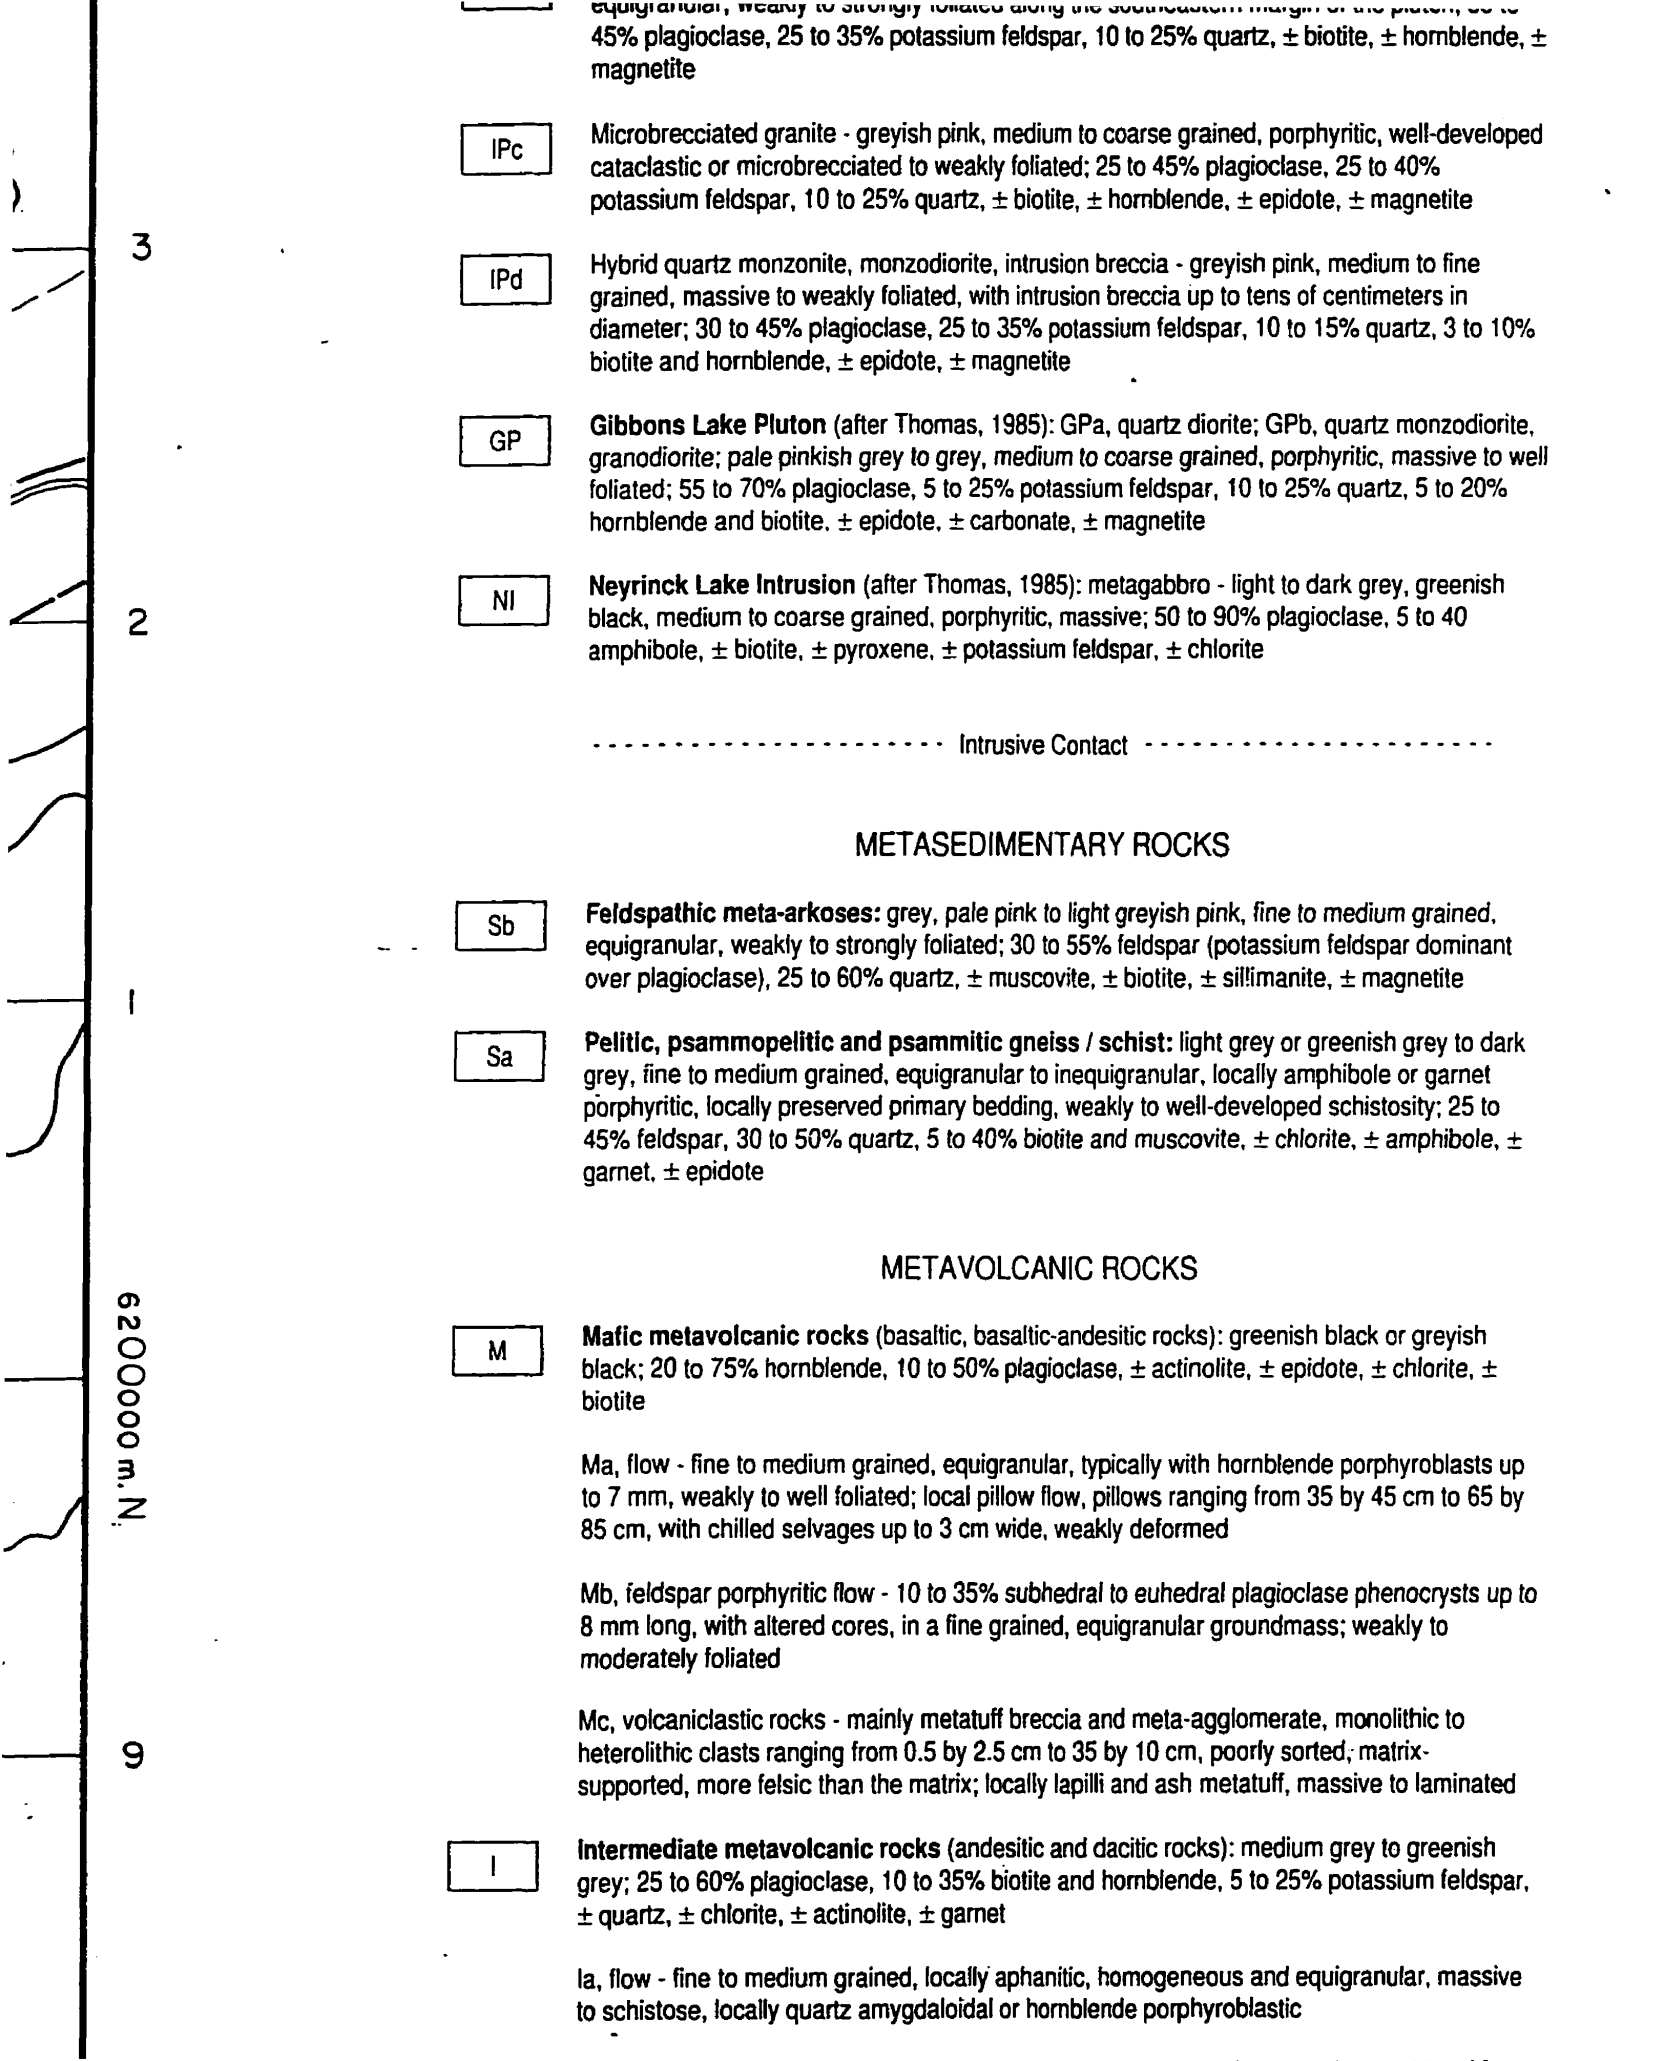 equigranular, weakly to strongly foliated along the southeastern margin of the pluton;
45% plagioclase, 25 to 35% potassium feldspar, 10 to 25% quartz, ± biotite, ± hornblende, ±
magnetite
IPc
Microbrecciated granite - greyish pink, medium to coarse grained, porphyritic, well-developed
cataclastic or microbrecciated to weakly foliated; 25 to 45% plagioclase, 25 to 40%
potassium feldspar, 10 to 25% quartz, ± biotite, ± hornblende, ± epidote, ± magnetite
3
IPd
Hybrid quartz monzonite, monzodiorite, intrusion breccia - greyish pink, medium to fine
grained, massive to weakly foliated, with intrusion breccia up to tens of centimeters in
diameter; 30 to 45% plagioclase, 25 to 35% potassium feldspar, 10 to 15% quartz, 3 to 10%
biotite and hornblende, ± epidote, ± magnetite
GP
Gibbons Lake Pluton (after Thomas, 1985): GPa, quartz diorite; GPb, quartz monzodiorite,
granodiorite; pale pinkish grey to grey, medium to coarse grained, porphyritic, massive to well
foliated; 55 to 70% plagioclase, 5 to 25% potassium feldspar, 10 to 25% quartz, 5 to 20%
hornblende and biotite, ± epidote, ± carbonate, ± magnetite
NI
Neyrinck Lake Intrusion (after Thomas, 1985): metagabbro - light to dark grey, greenish
black, medium to coarse grained, porphyritic, massive; 50 to 90% plagioclase, 5 to 40
amphibole, ± biotite, ± pyroxene, ± potassium feldspar, ± chlorite
2
Intrusive Contact
METASEDIMENTARY ROCKS
Sb
Feldspathic meta-arkoses: grey, pale pink to light greyish pink, fine to medium grained,
equigranular, weakly to strongly foliated; 30 to 55% feldspar (potassium feldspar dominant
over plagioclase), 25 to 60% quartz, ± muscovite, ± biotite, ± sillimanite, ± magnetite
1
Sa
Pelitic, psammopelitic and psammitic gneiss / schist: light grey or greenish grey to dark
grey, fine to medium grained, equigranular to inequigranular, locally amphibole or garnet
porphyritic, locally preserved primary bedding, weakly to well-developed schistosity; 25 to
45% feldspar, 30 to 50% quartz, 5 to 40% biotite and muscovite, ± chlorite, ± amphibole, ±
garnet, ± epidote
METAVOLCANIC ROCKS
6200000 m. N.
M
Mafic metavolcanic rocks (basaltic, basaltic-andesitic rocks): greenish black or greyish
black; 20 to 75% hornblende, 10 to 50% plagioclase, ± actinolite, ± epidote, ± chlorite, ±
biotite
Ma, flow - fine to medium grained, equigranular, typically with hornblende porphyroblasts up
to 7 mm, weakly to well foliated; local pillow flow, pillows ranging from 35 by 45 cm to 65 by
85 cm, with chilled selvages up to 3 cm wide, weakly deformed
Mb, feldspar porphyritic flow - 10 to 35% subhedral to euhedral plagioclase phenocrysts up to
8 mm long, with altered cores, in a fine grained, equigranular groundmass; weakly to
moderately foliated
Mc, volcaniclastic rocks - mainly metatuff breccia and meta-agglomerate, monolithic to
heterolithic clasts ranging from 0.5 by 2.5 cm to 35 by 10 cm, poorly sorted, matrix-
supported, more felsic than the matrix; locally lapilli and ash metatuff, massive to laminated
9
I
Intermediate metavolcanic rocks (andesitic and dacitic rocks): medium grey to greenish
grey; 25 to 60% plagioclase, 10 to 35% biotite and hornblende, 5 to 25% potassium feldspar,
± quartz, ± chlorite, ± actinolite, ± garnet
Ia, flow - fine to medium grained, locally aphanitic, homogeneous and equigranular, massive
to schistose, locally quartz amygdaloidal or hornblende porphyroblastic